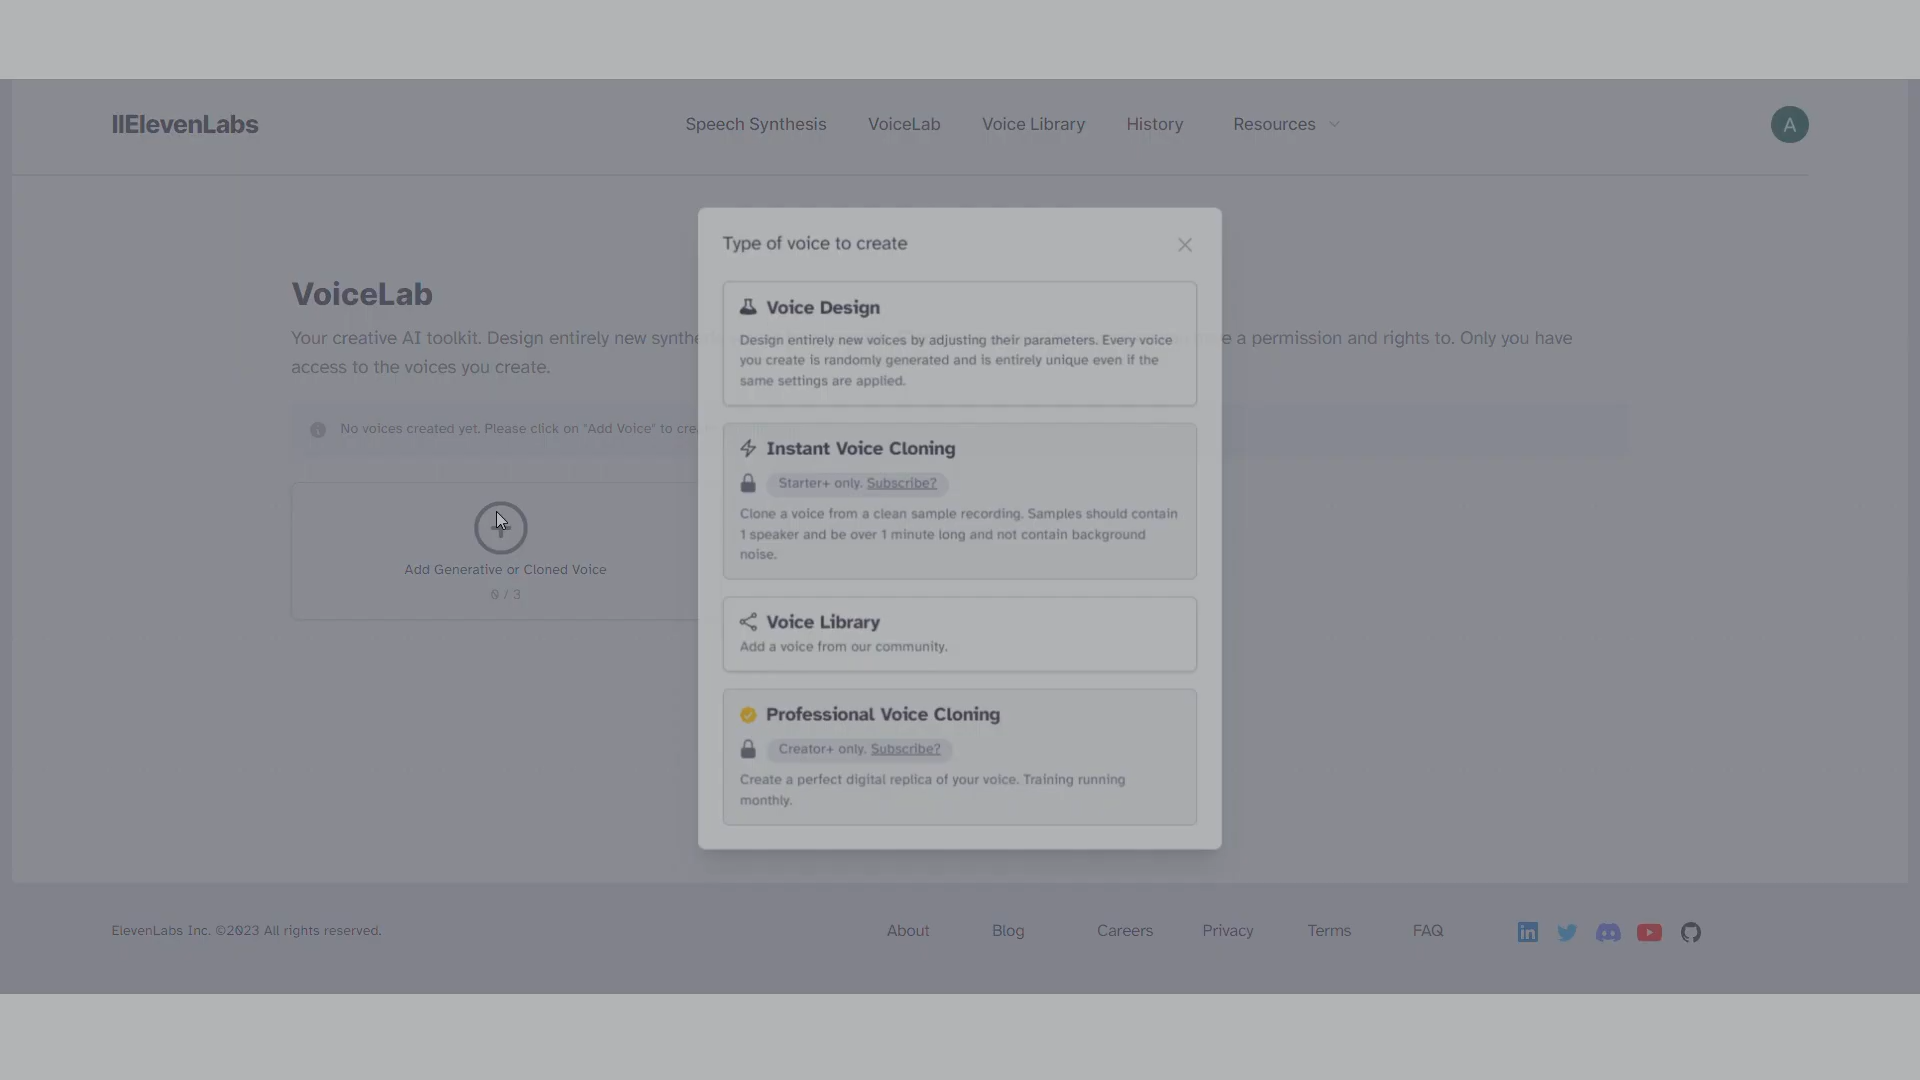 IIElevenLabs
Speech Synthesis
VoiceLab
Voice Library
History
Resources
A
Type of voice to create
VoiceLab
Your creative AI toolkit. Design entirely new synthe
e a permission and rights to. Only you have
access to the voices you create.
Voice Design
Design entirely new voices by adjusting their parameters. Every voice
you create is randomly generated and is entirely unique even if the
same settings are applied.
No voices created yet. Please click on "Add Voice" to cre
Instant Voice Cloning
Starter+ only. Subscribe?
Clone a voice from a clean sample recording. Samples should contain
1 speaker and be over 1 minute long and not contain background
noise.
Add Generative or Cloned Voice
0 / 3
Voice Library
Add a voice from our community.
Professional Voice Cloning
Creator+ only. Subscribe?
Create a perfect digital replica of your voice. Training running
monthly.
ElevenLabs Inc. ©2023 All rights reserved.
About
Blog
Careers
Privacy
Terms
FAQ
in